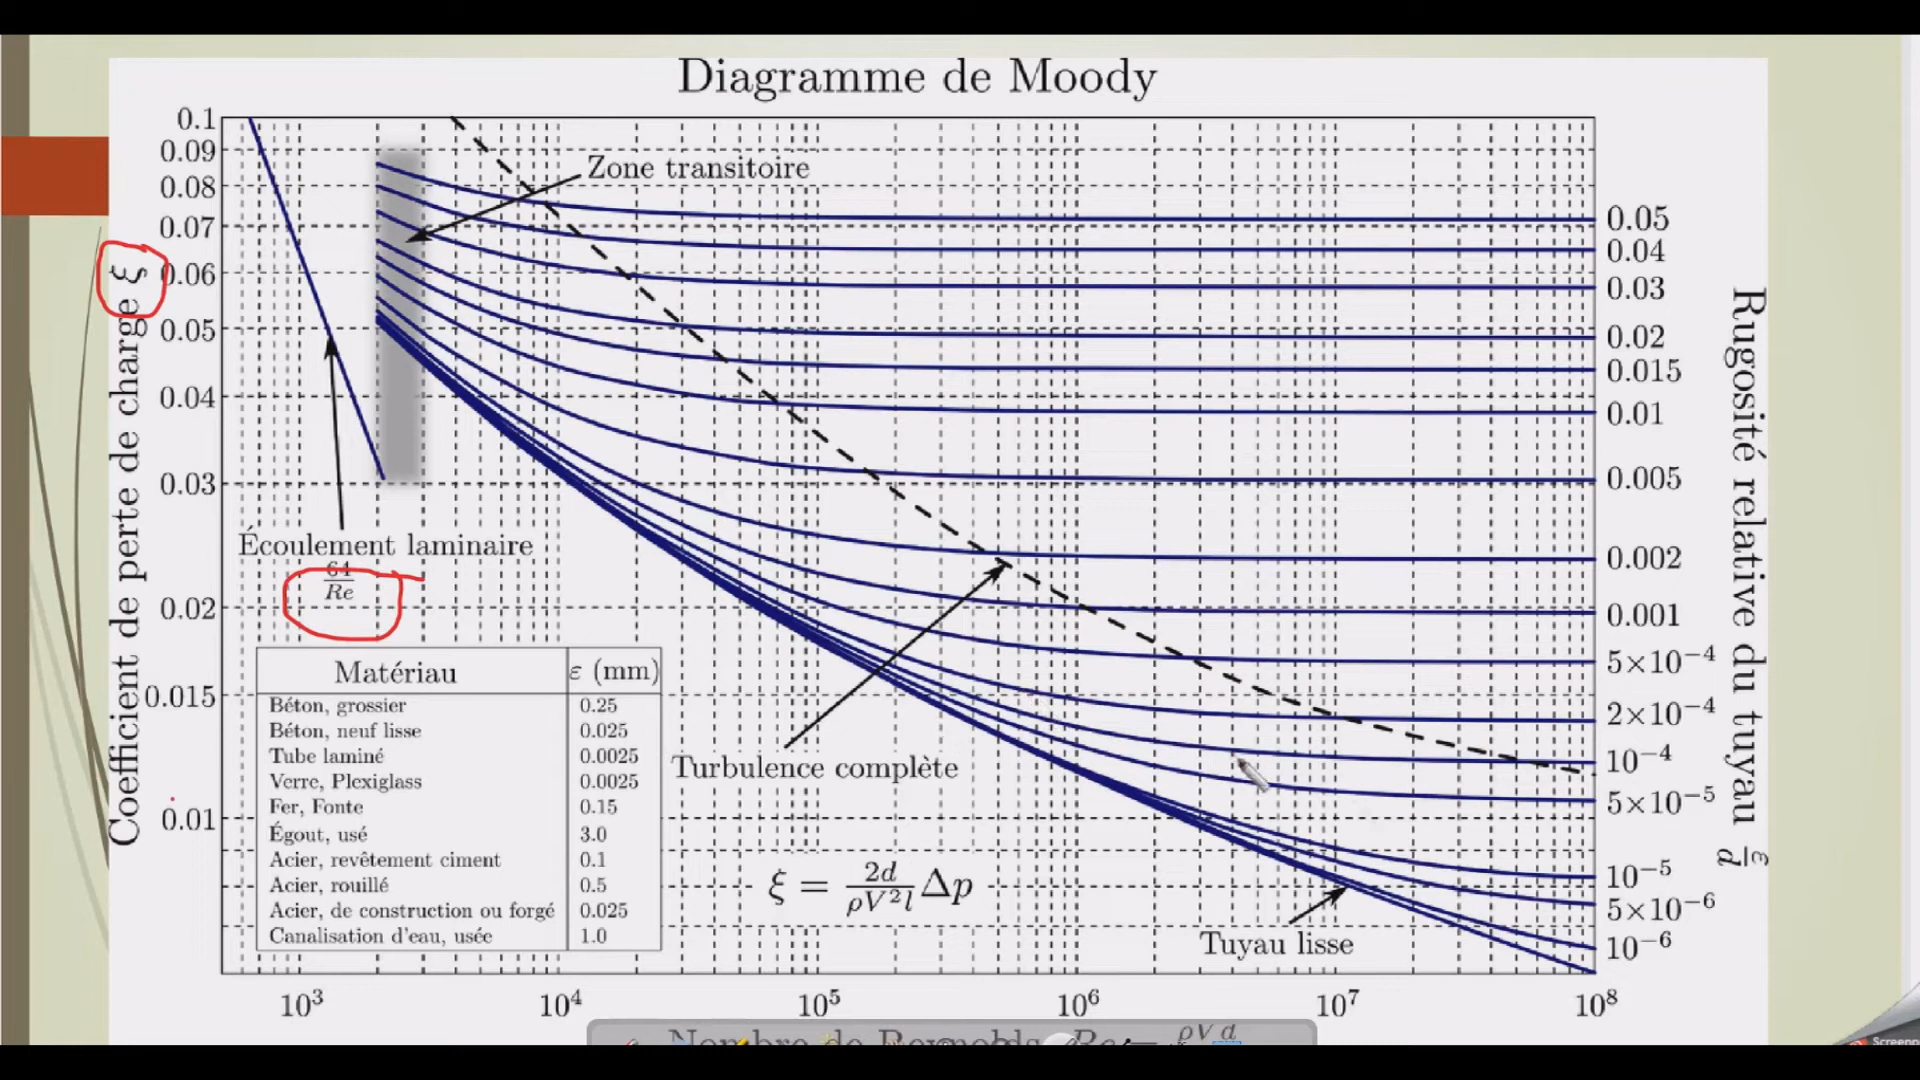 Diagramme de Moody
Coefficient de perte de charge ξ
0.1
0.09
0.08
0.07
0.06
0.05
0.04
0.03
0.02
0.015
0.01
Zone transitoire
Écoulement laminaire
64
Re
Turbulence complète
Tuyau lisse
ξ = 2d/ρV²l Δp
Matériau ε (mm)
Béton, grossier 0.25
Béton, neuf lisse 0.025
Tube laminé 0.0025
Verre, Plexiglass 0.0025
Fer, Fonte 0.15
Égout, usé 3.0
Acier, revêtement ciment 0.1
Acier, rouillé 0.5
Acier, de construction ou forgé 0.025
Canalisation d'eau, usée 1.0
0.05
0.04
0.03
0.02
0.015
0.01
0.005
0.002
0.001
5×10⁻⁴
2×10⁻⁴
10⁻⁴
5×10⁻⁵
10⁻⁵
5×10⁻⁶
10⁻⁶
Rugosité relative du tuyau ε/d
10³ 10⁴ 10⁵ 10⁶ 10⁷ 10⁸
Nombre de Reynolds Re = ρVd